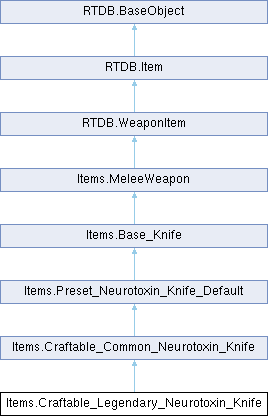 RTDB.BaseObject
RTDB.Item
RTDB.WeaponItem
Items.MeleeWeapon
Items.Base_Knife
Items.Preset_Neurotoxin_Knife_Default
Items.Craftable_Common_Neurotoxin_Knife
Items.Craftable_Legendary_Neurotoxin_Knife